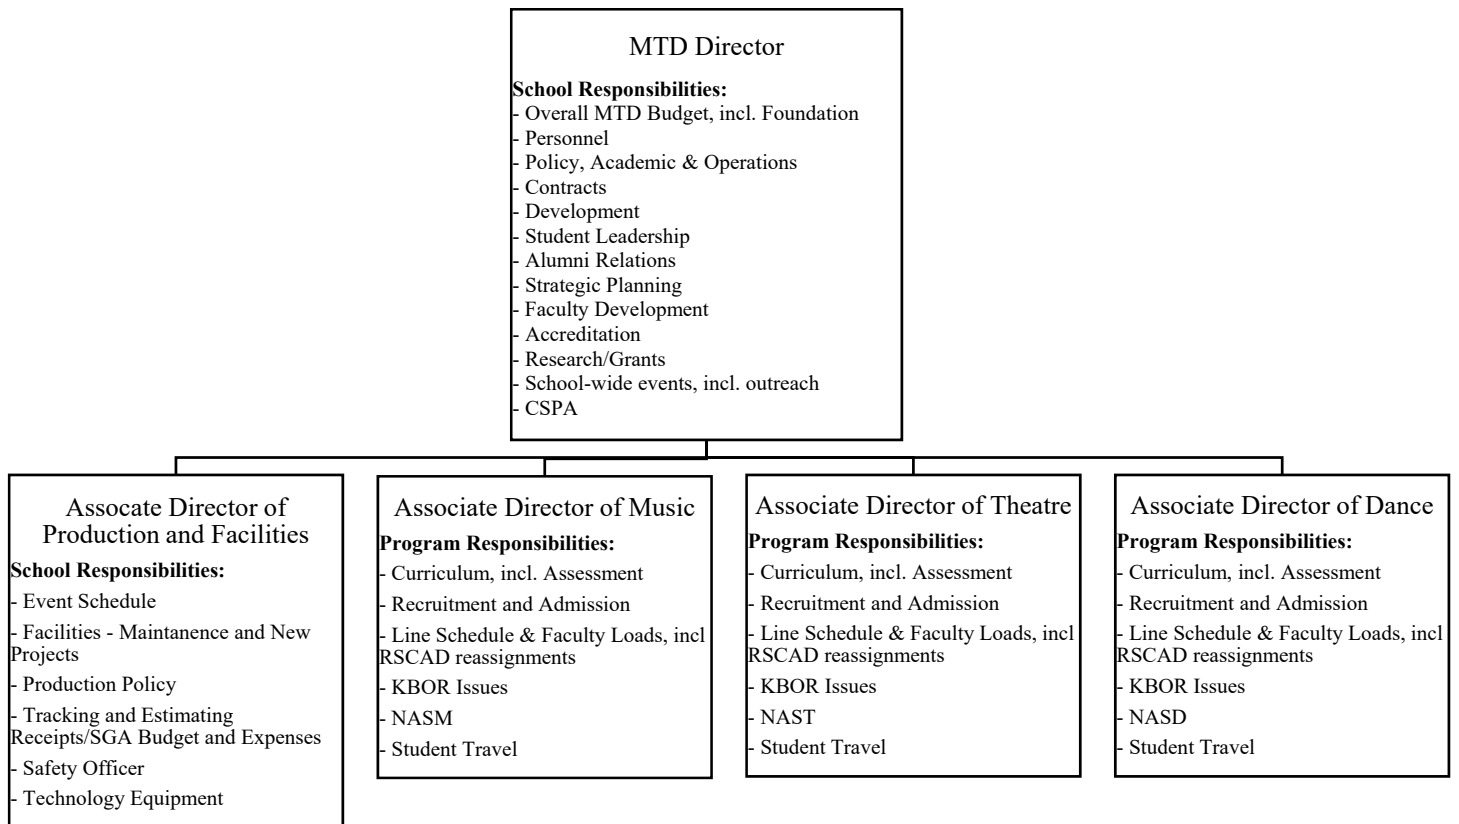 MTD Director
School Responsibilities:
- Overall MTD Budget, incl. Foundation
- Personnel
- Policy, Academic & Operations
- Contracts
- Development
- Student Leadership
- Alumni Relations
- Strategic Planning
- Faculty Development
- Accreditation
- Research/Grants
- School-wide events, incl. outreach
- CSPA
Assocate Director of
Production and Facilities
School Responsibilities:
- Event Schedule
- Facilities - Maintanence and New
Projects
- Production Policy
- Tracking and Estimating
Receipts/SGA Budget and Expenses
- Safety Officer
- Technology Equipment
Associate Director of Music
Program Responsibilities:
- Curriculum, incl. Assessment
- Recruitment and Admission
- Line Schedule & Faculty Loads, incl
RSCAD reassignments
- KBOR Issues
- NASM
- Student Travel
Associate Director of Theatre
Program Responsibilities:
- Curriculum, incl. Assessment
- Recruitment and Admission
- Line Schedule & Faculty Loads, incl
RSCAD reassignments
- KBOR Issues
- NAST
- Student Travel
Associate Director of Dance
Program Responsibilities:
- Curriculum, incl. Assessment
- Recruitment and Admission
- Line Schedule & Faculty Loads, incl
RSCAD reassignments
- KBOR Issues
- NASD
- Student Travel